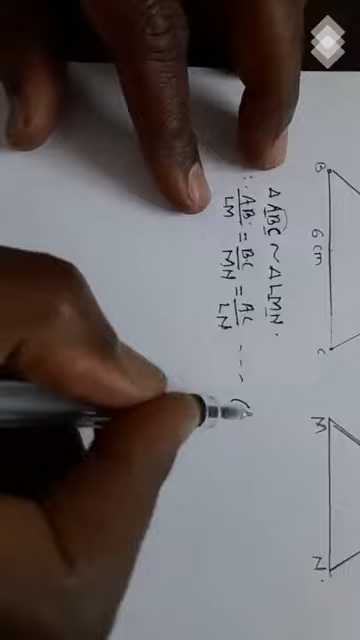 Δ ABC ~ Δ LMN.
∴ AB/LM = BC/MN = AC/LN - - - (
B
6 cm
C
M
N